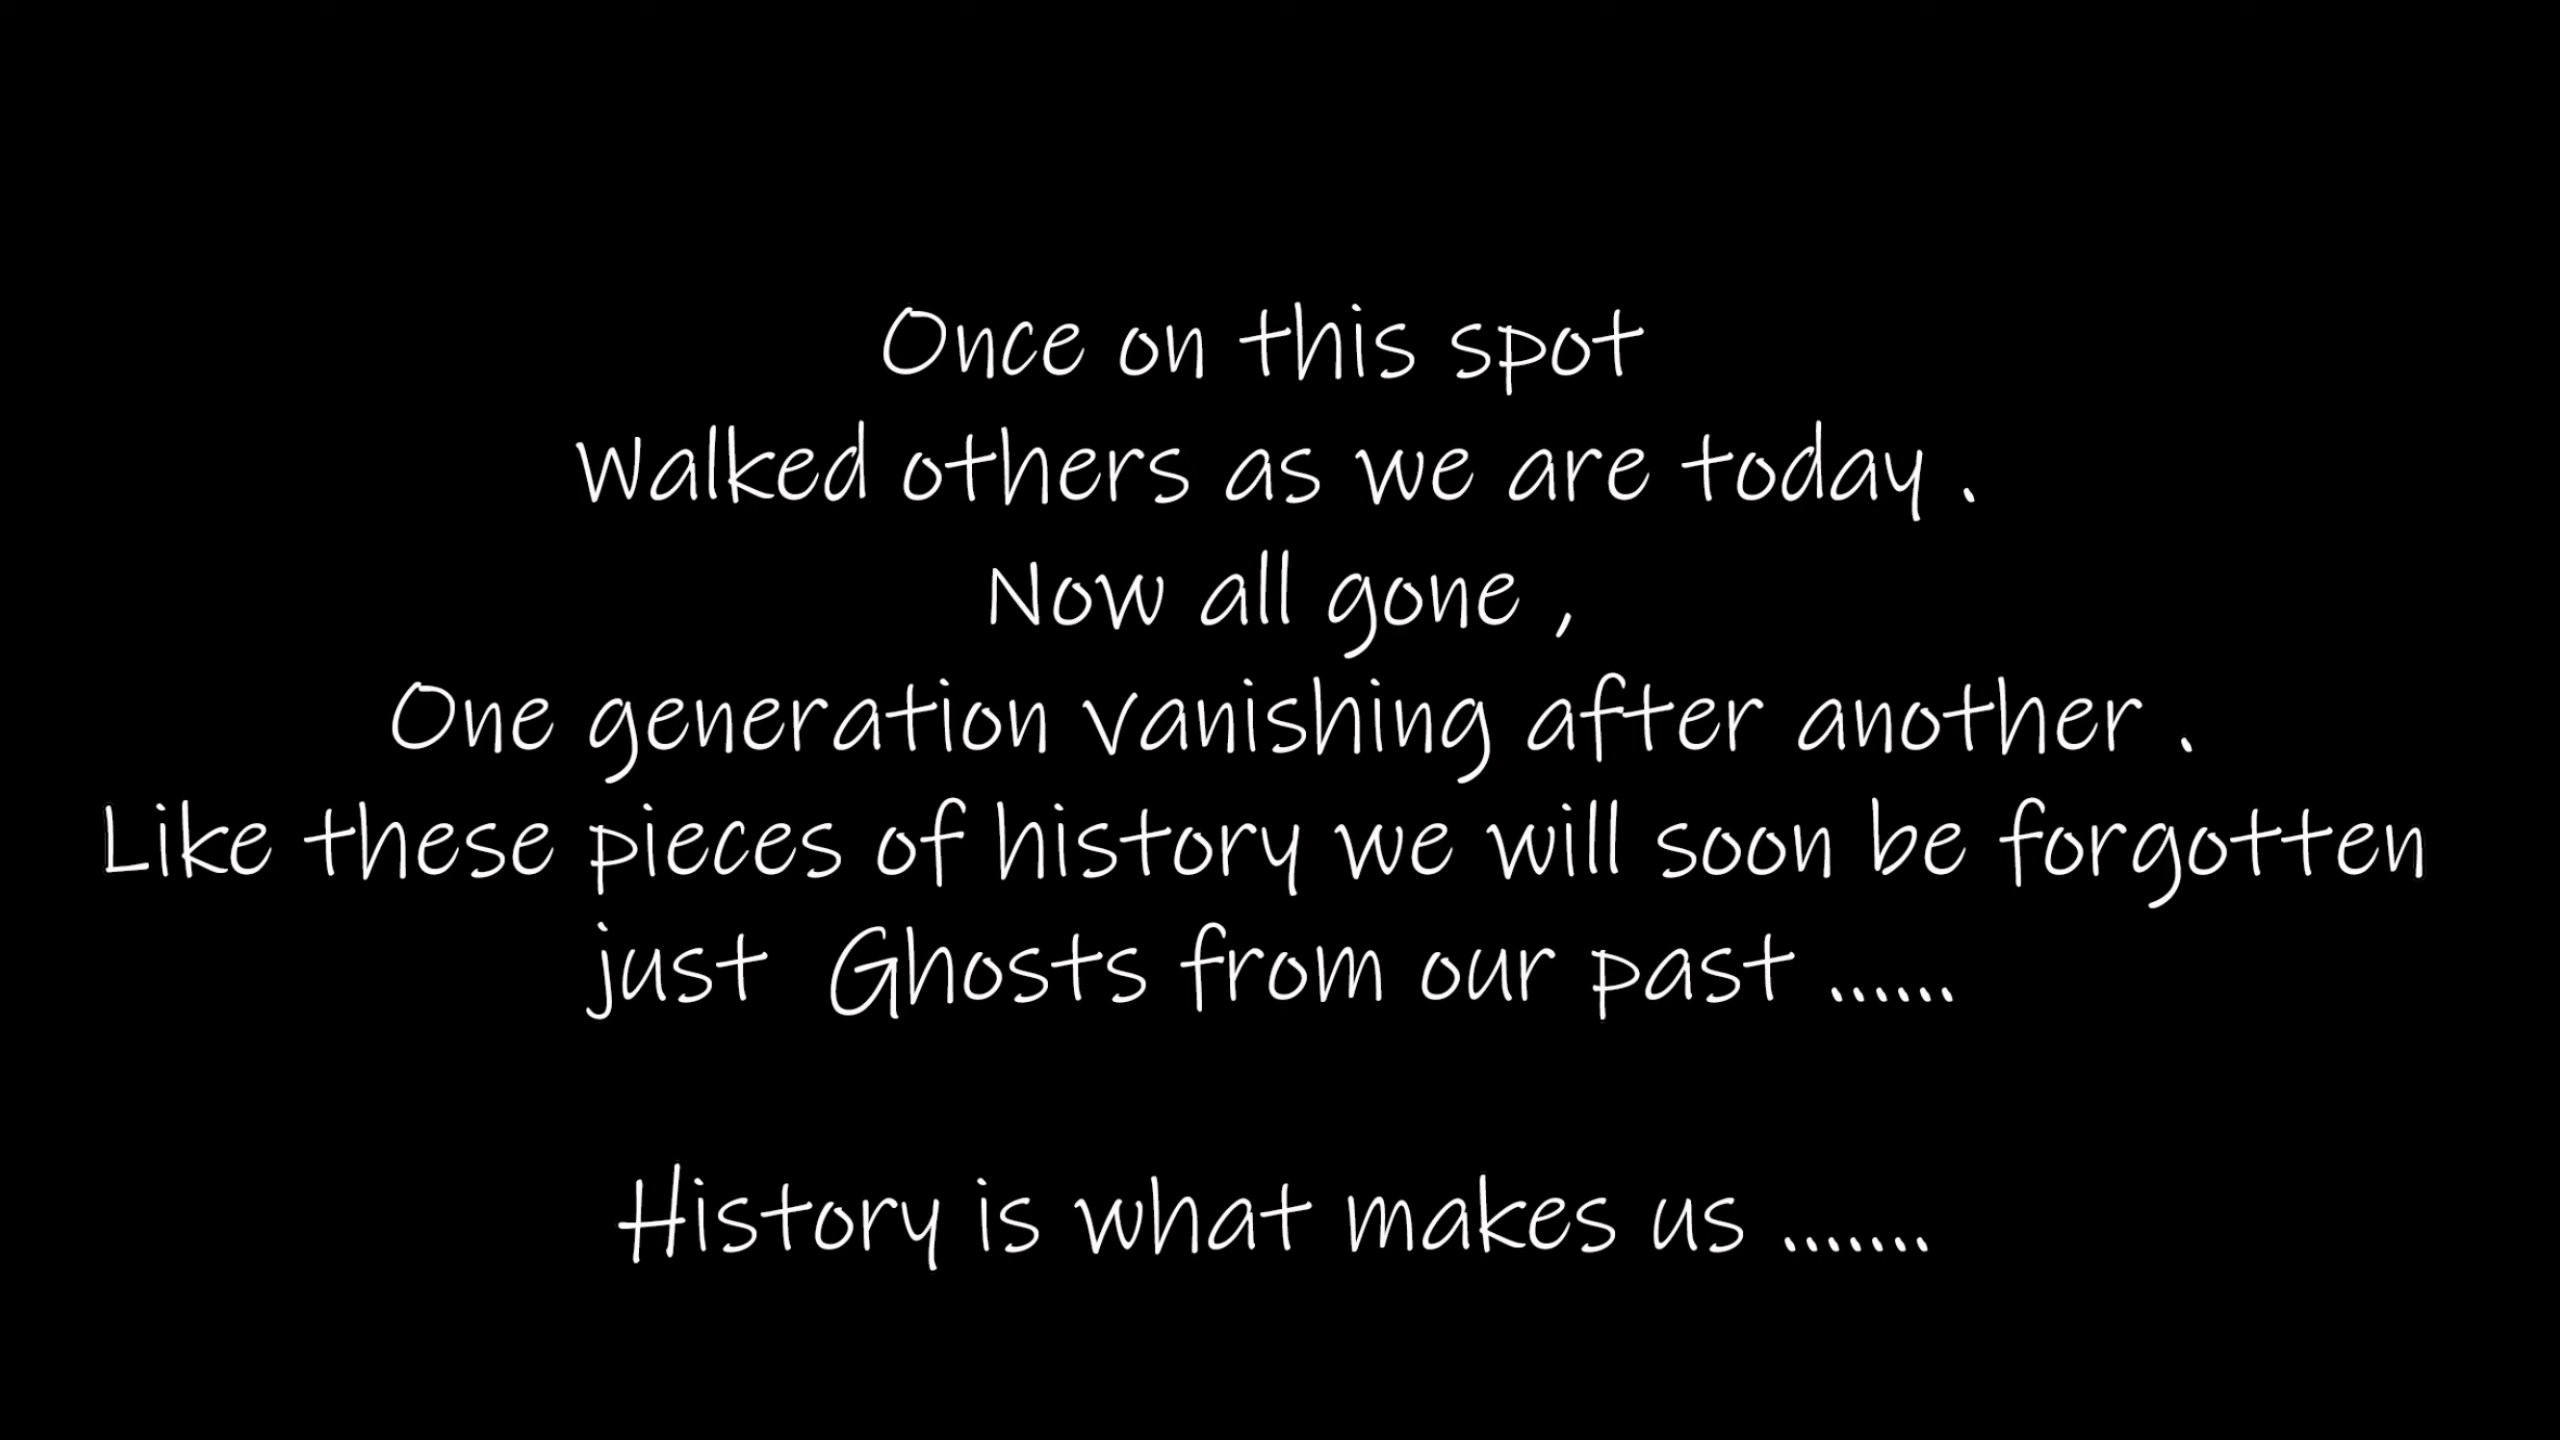 Once on this spot
Walked others as we are today .
Now all gone ,
One generation vanishing after another .
Like these pieces of history we will soon be forgotten
just  Ghosts from our past ......
History is what makes us .......